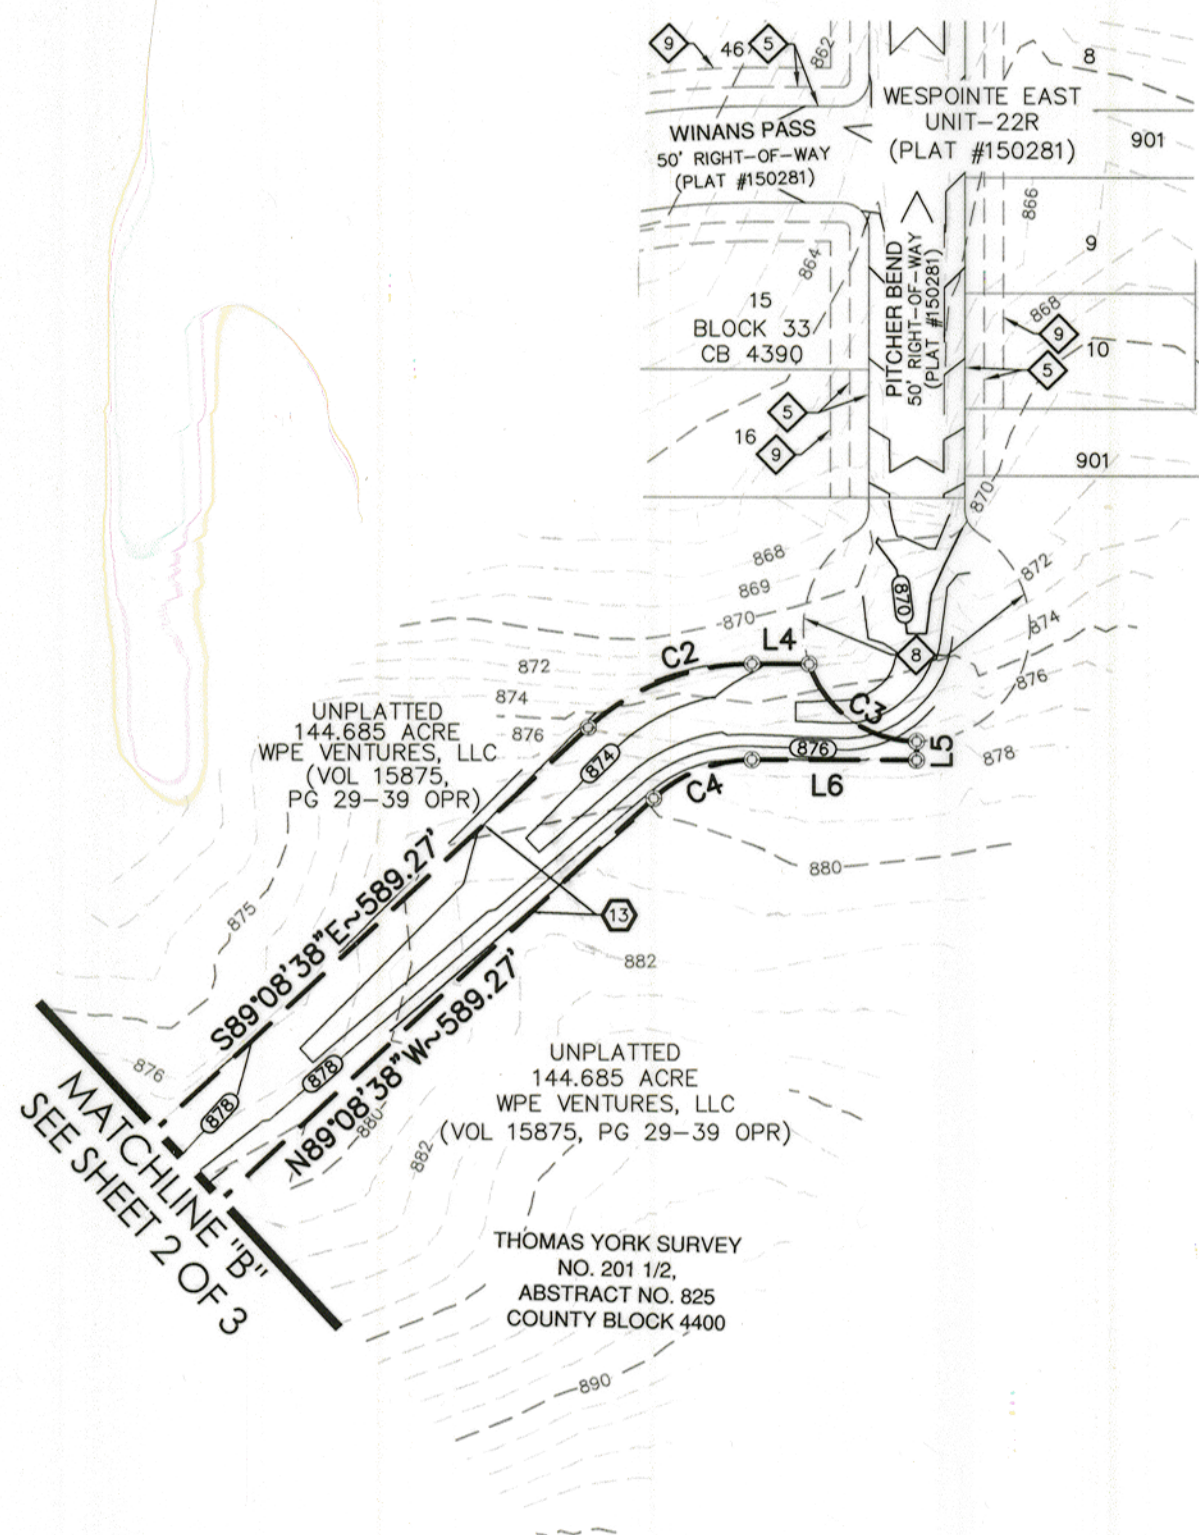 9
46
5
862
8
WESPOINTE EAST
UNIT-22R
(PLAT #150281)
WINANS PASS
50' RIGHT-OF-WAY
(PLAT #150281)
901
866
9
864
PITCHER BEND
50' RIGHT-OF-WAY
(PLAT #150281)
15
BLOCK 33
CB 4390
868
9
10
5
5
16
9
901
870
868
869
870
872
870
874
8
L4
C2
872
874
876
876
C3
878
L5
UNPLATTED
144.685 ACRE
WPE VENTURES, LLC
(VOL 15875,
PG 29-39 OPR)
874
876
C4
L6
880
S89°08'38"E~589.27'
875
13
882
N89°08'38"W~589.27'
876
878
878
880
882
UNPLATTED
144.685 ACRE
WPE VENTURES, LLC
(VOL 15875, PG 29-39 OPR)
MATCHLINE "B"
SEE SHEET 2 OF 3
THOMAS YORK SURVEY
NO. 201 1/2,
ABSTRACT NO. 825
COUNTY BLOCK 4400
890